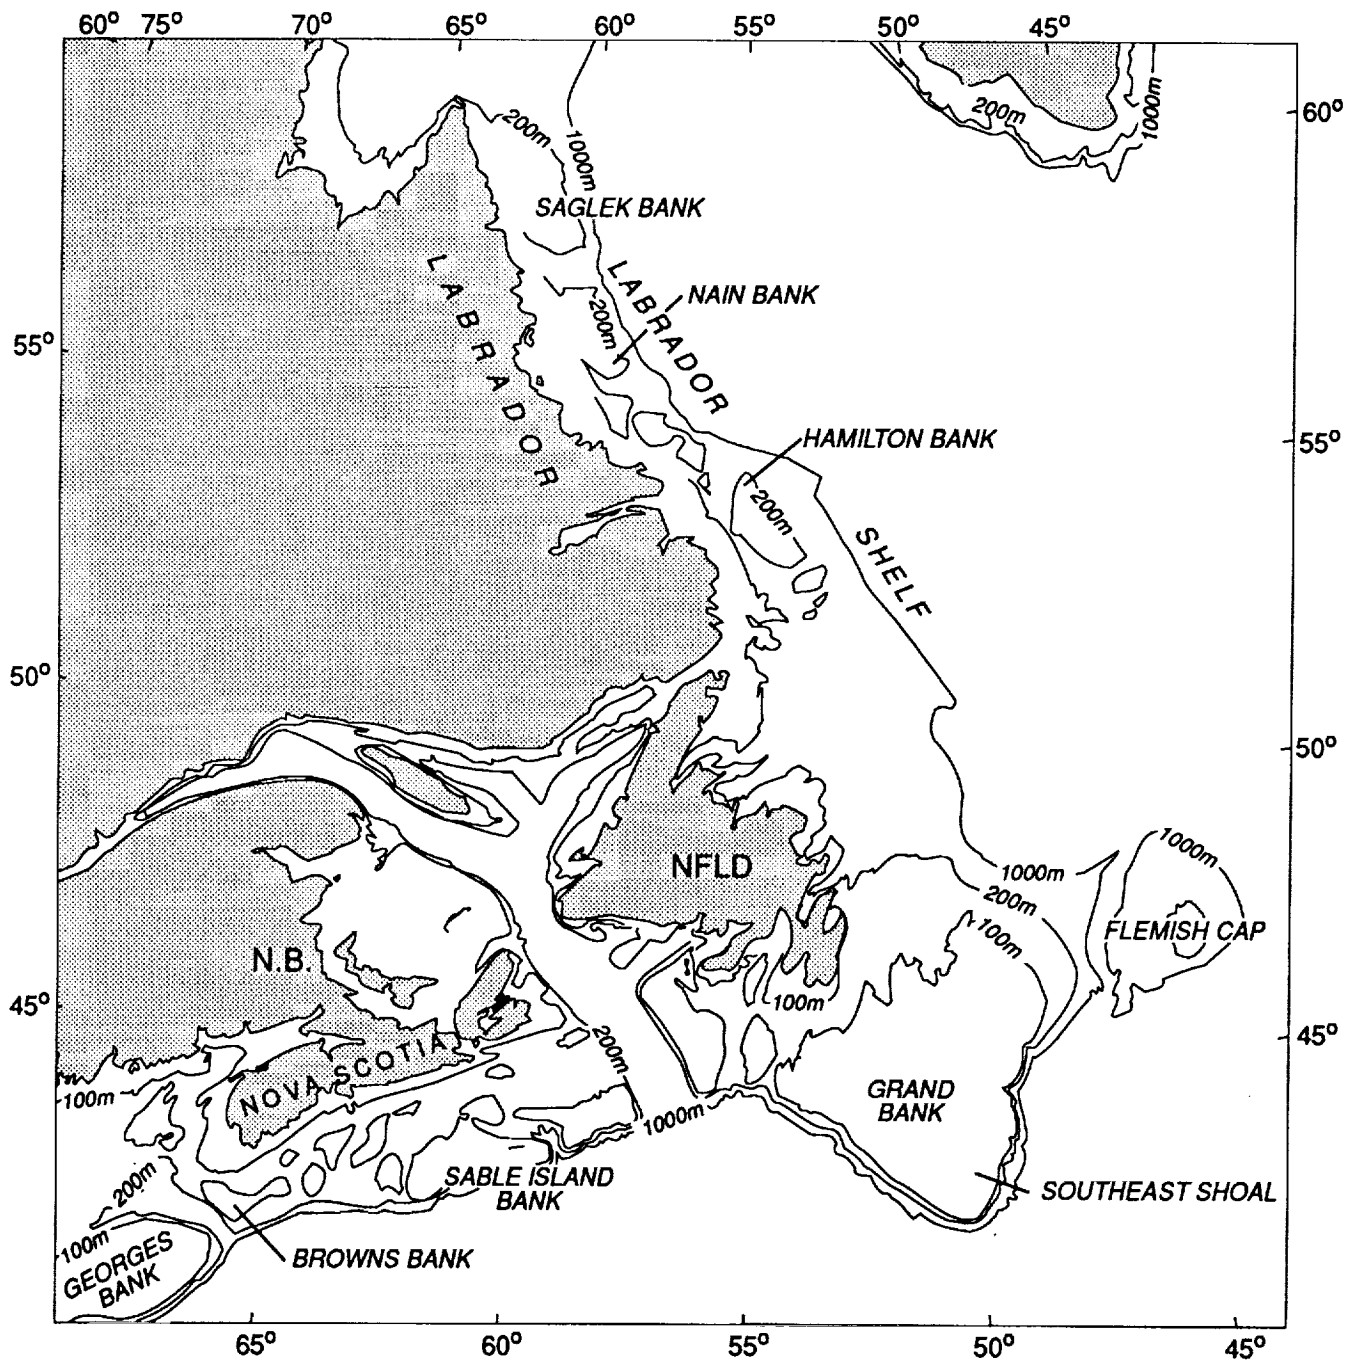 60° 75° 70° 65° 60° 55° 50° 45°
200m
1000m
200m
1000m
60°
SAGLEK BANK
LABRADOR
LABRADOR
NAIN BANK
200m
55°
HAMILTON BANK
55°
200m
SHELF
50°
50°
1000m
NFLD
1000m
200m
100m
FLEMISH CAP
N.B.
100m
45°
200m
45°
NOVA SCOTIA
100m
GRAND
BANK
1000m
SABLE ISLAND
BANK
200m
SOUTHEAST SHOAL
100m
GEORGES
BANK
BROWNS BANK
65° 60° 55° 50° 45°